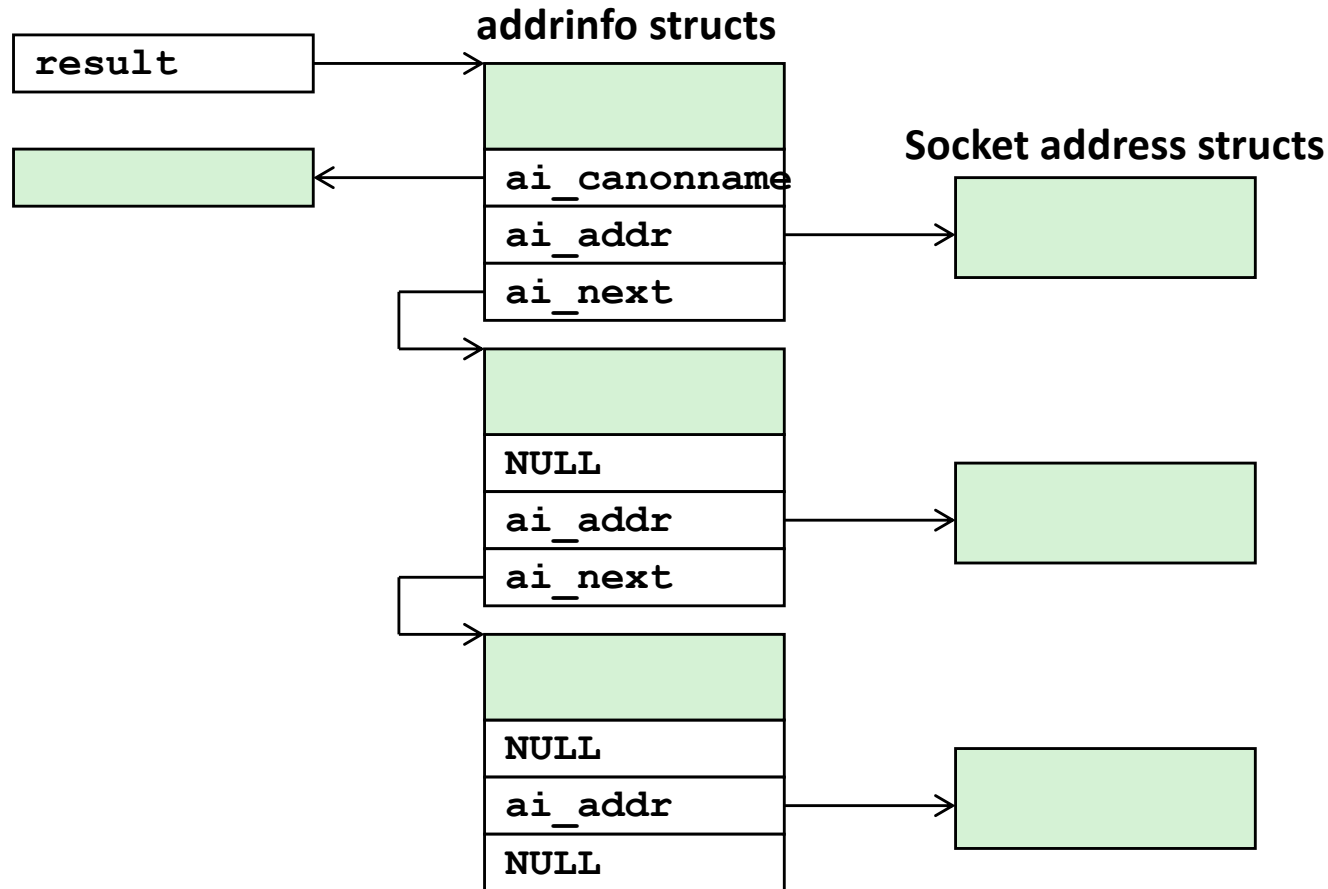 addrinfo structs
result
Socket address structs
ai_canonname
ai_addr
ai_next
NULL
ai_addr
ai_next
NULL
ai_addr
NULL